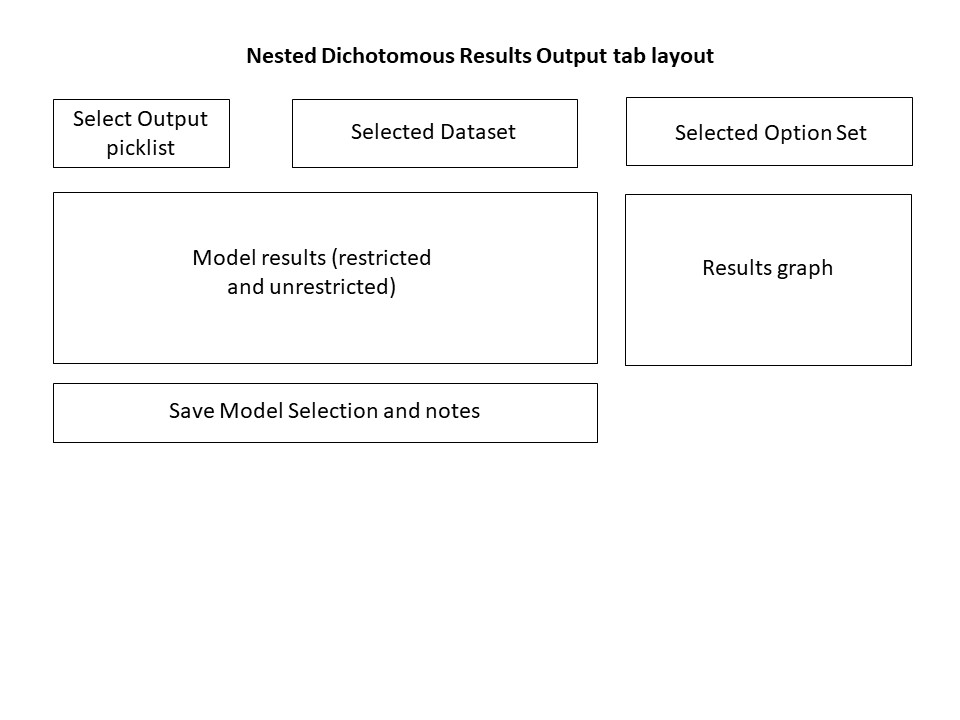 Nested Dichotomous Results Output tab layout
Select Output
picklist
Selected Dataset
Selected Option Set
Model results (restricted
and unrestricted)
Results graph
Save Model Selection and notes